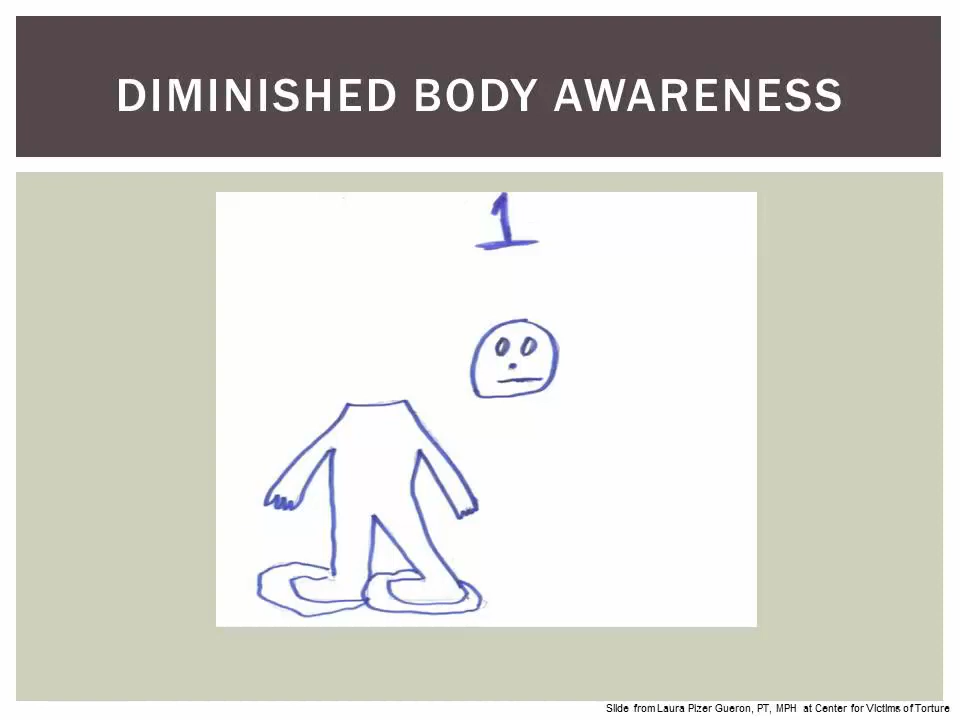 DIMINISHED BODY AWARENESS
1
Slide from Laura Pizer Gueron, PT, MPH at Center for Victims of Torture